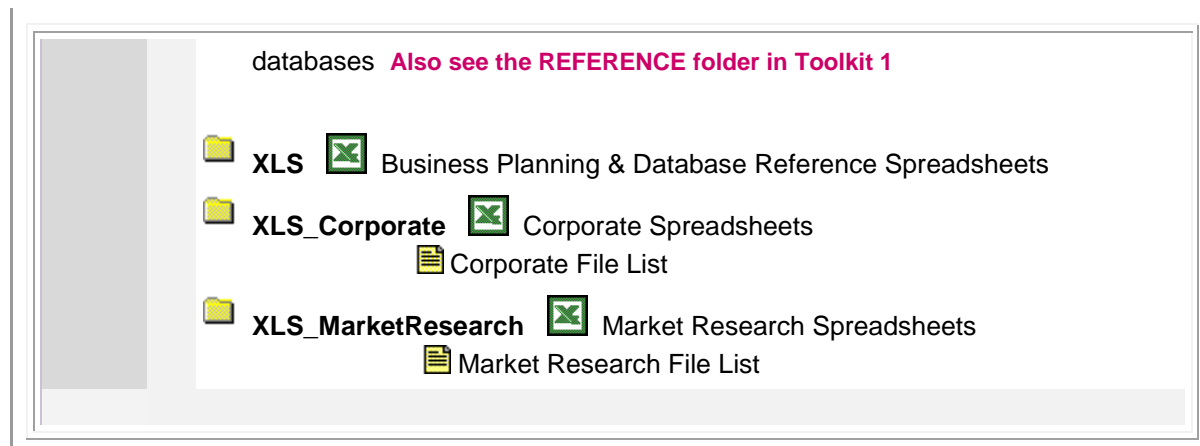 databases Also see the REFERENCE folder in Toolkit 1
XLS Business Planning & Database Reference Spreadsheets
XLS_Corporate Corporate Spreadsheets
Corporate File List
XLS_MarketResearch Market Research Spreadsheets
Market Research File List